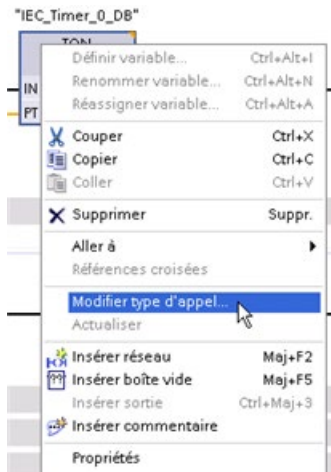 "IEC_Timer_0_DB"
TON
IN
PT
Définir variable... Ctrl+Alt+I
Renommer variable... Ctrl+Alt+N
Réassigner variable... Ctrl+Alt+A
Couper Ctrl+X
Copier Ctrl+C
Coller Ctrl+V
Supprimer Suppr.
Aller à
Références croisées
Modifier type d'appel...
Actualiser
Insérer réseau Maj+F2
Insérer boîte vide Maj+F5
Insérer sortie Ctrl+Maj+3
Insérer commentaire
Propriétés